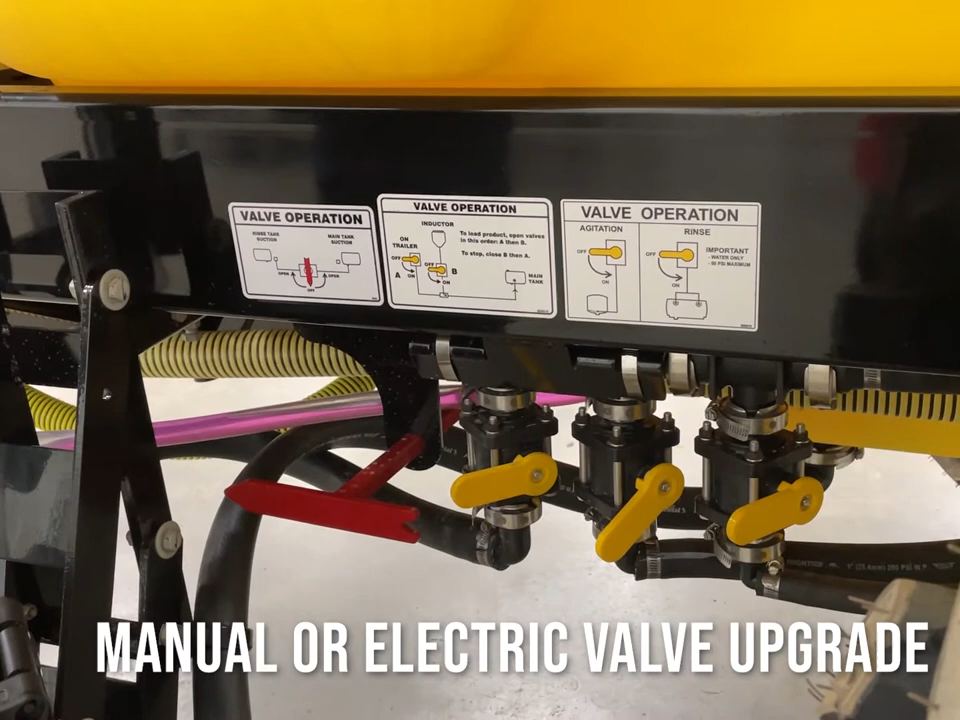 VALVE OPERATION
RINSE TANK
SUCTION
MAIN TANK
SUCTION
OPEN
OPEN
OFF
VALVE OPERATION
INDUCTOR
ON
TRAILER
To load product, open valves
in this order: A then B.
To stop, close B then A.
OFF
A
ON
OFF
B
ON
MAIN
TANK
VALVE OPERATION
AGITATION
OFF
ON
RINSE
OFF
ON
IMPORTANT
- WATER ONLY
- 50 PSI MAXIMUM
MANUAL OR ELECTRIC VALVE UPGRADE